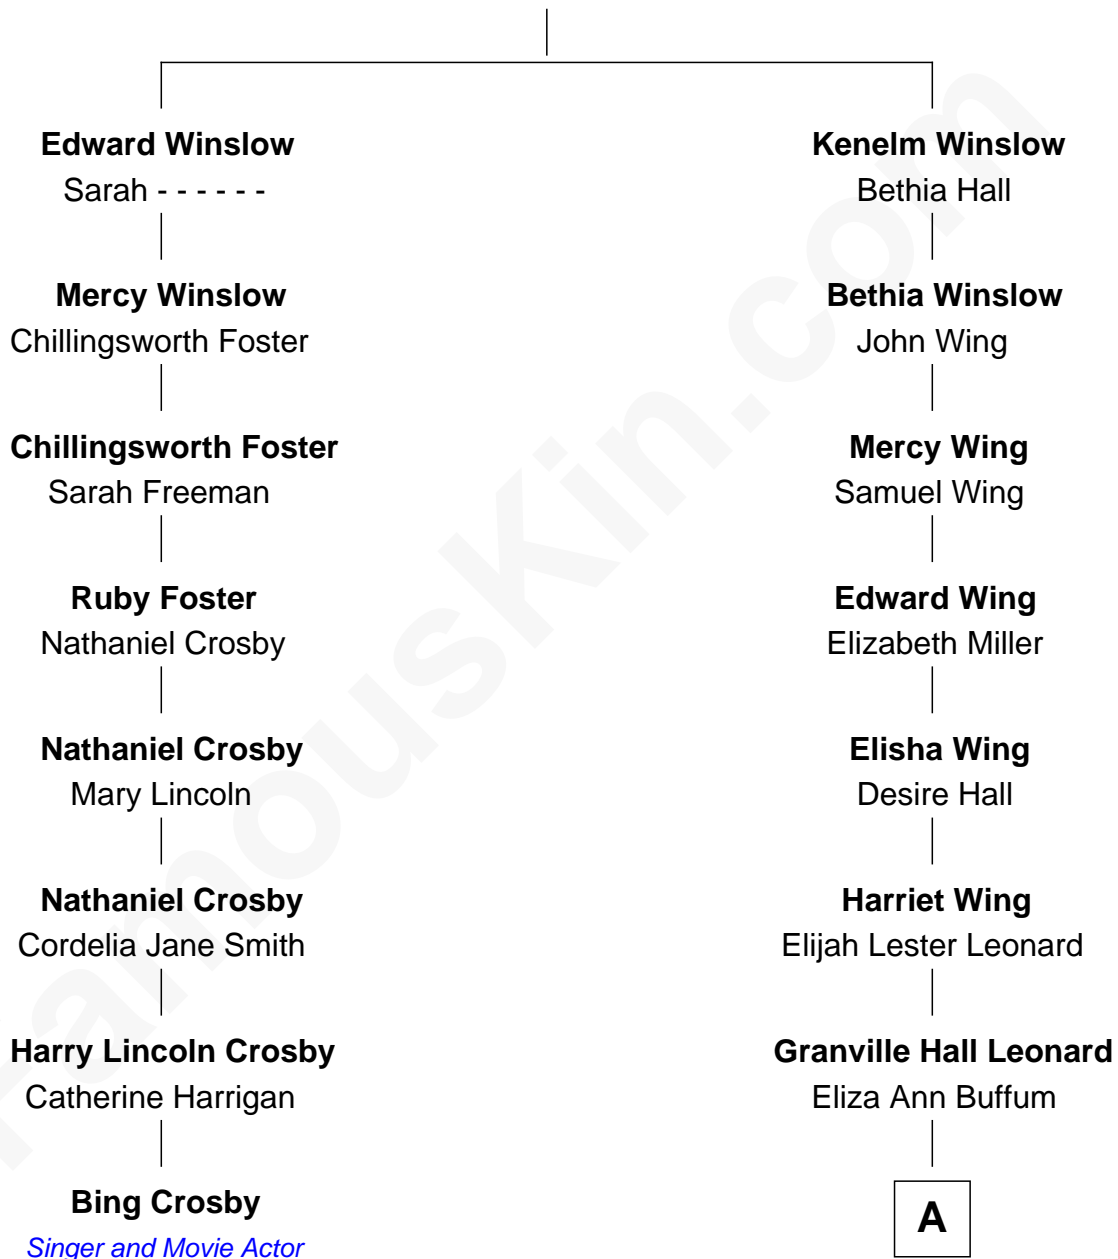 Edward Winslow
Sarah - - - - - -
Mercy Winslow
Chillingsworth Foster
Chillingsworth Foster
Sarah Freeman
Ruby Foster
Nathaniel Crosby
Nathaniel Crosby
Mary Lincoln
Nathaniel Crosby
Cordelia Jane Smith
Harry Lincoln Crosby
Catherine Harrigan
Bing Crosby
Singer and Movie Actor
Kenelm Winslow
Bethia Hall
Bethia Winslow
John Wing
Mercy Wing
Samuel Wing
Edward Wing
Elizabeth Miller
Elisha Wing
Desire Hall
Harriet Wing
Elijah Lester Leonard
Granville Hall Leonard
Eliza Ann Buffum
A
FamousKin.com